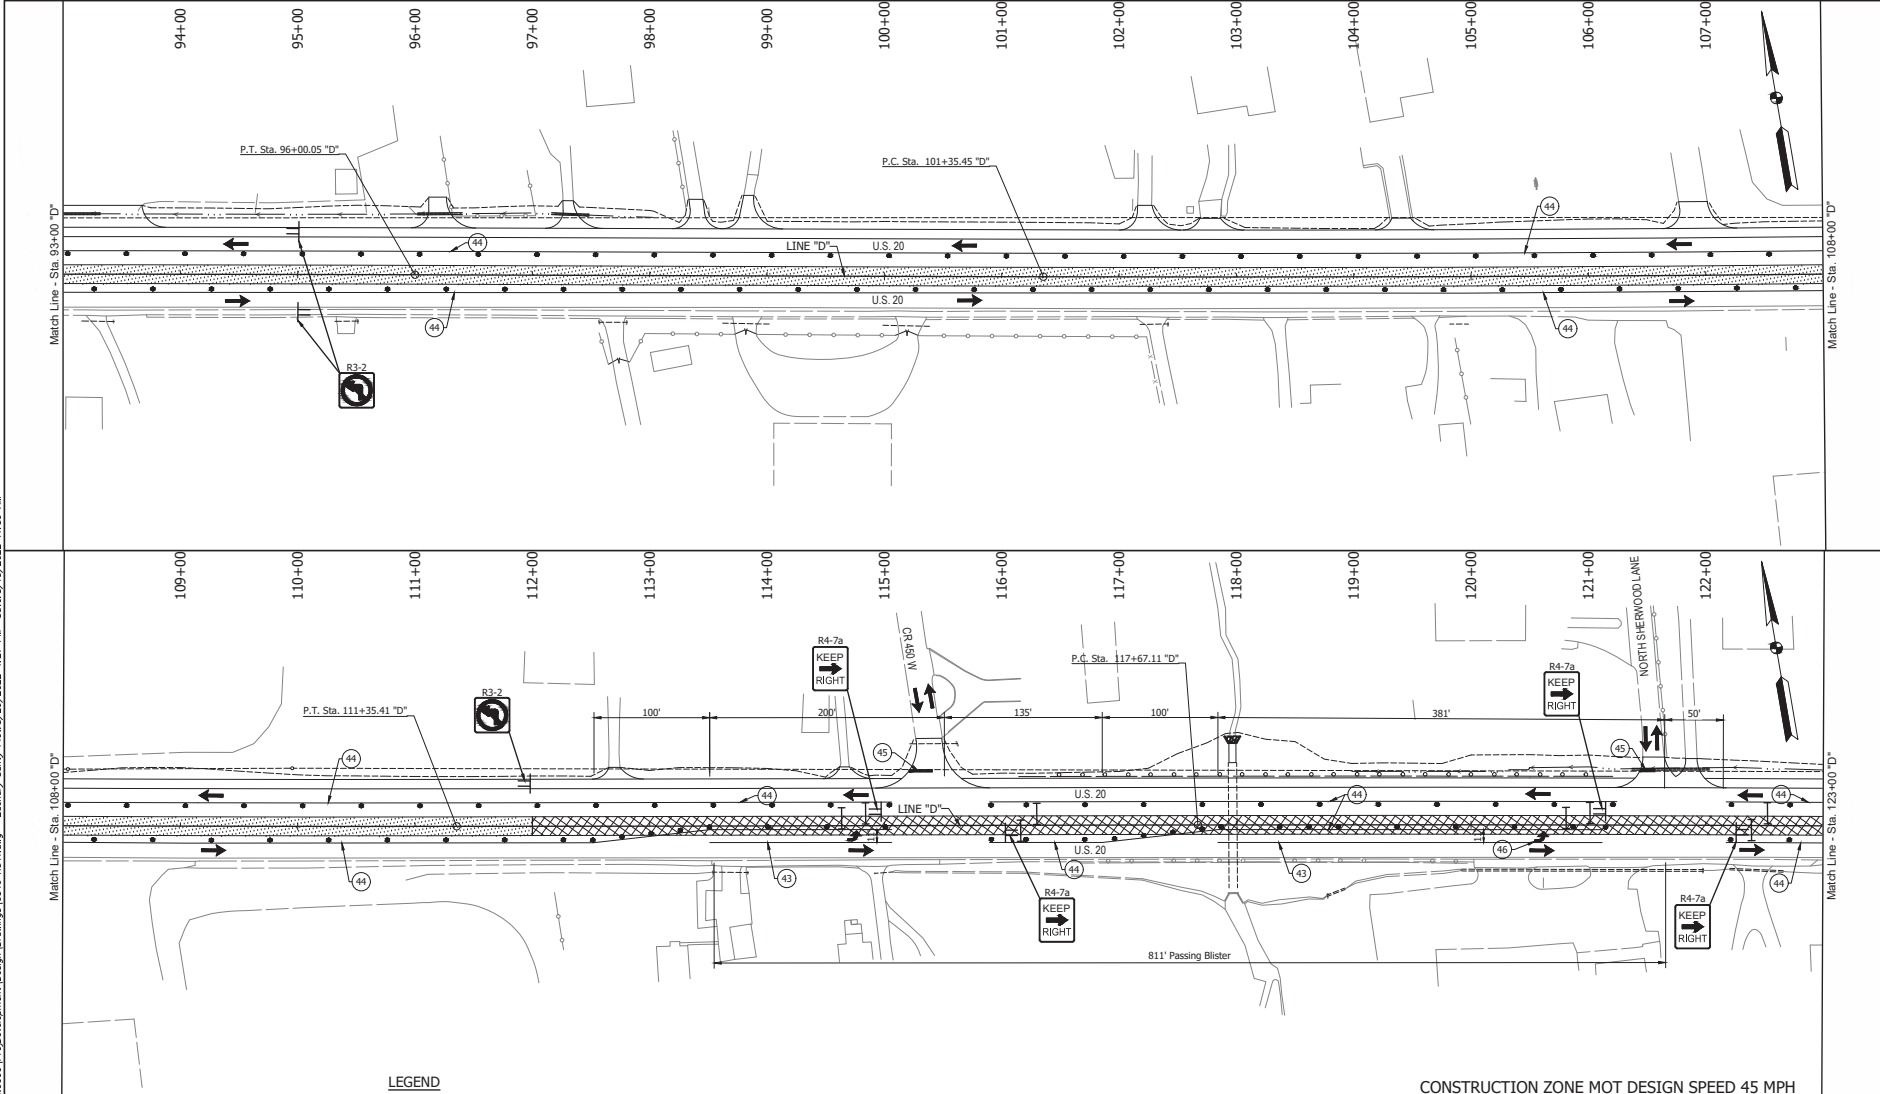 94+00
95+00
96+00
97+00
98+00
99+00
100+00
101+00
102+00
103+00
104+00
105+00
106+00
107+00
Match Line - Sta. 93+00 "D"
P.T. Sta. 96+00.05 "D"
P.C. Sta. 101+35.45 "D"
44
44
LINE "D"
U.S. 20
U.S. 20
44
44
R3-2
Match Line - Sta. 108+00 "D"
109+00
110+00
111+00
112+00
113+00
114+00
115+00
116+00
117+00
118+00
119+00
120+00
121+00
122+00
Match Line - Sta. 108+00 "D"
P.T. Sta. 111+35.41 "D"
R3-2
R4-7a
KEEP
RIGHT
CR 450 W
P.C. Sta. 117+67.11 "D"
R4-7a
KEEP
RIGHT
NORTH SHERWOOD LANE
100'
200'
135'
100'
381'
50'
44
45
45
44
U.S. 20
44
44
LINE "D"
U.S. 20
46
44
43
44
43
44
R4-7a
KEEP
RIGHT
R4-7a
KEEP
RIGHT
811' Passing Blister
Match Line - Sta. 123+00 "D"
LEGEND
CONSTRUCTION ZONE MOT DESIGN SPEED 45 MPH